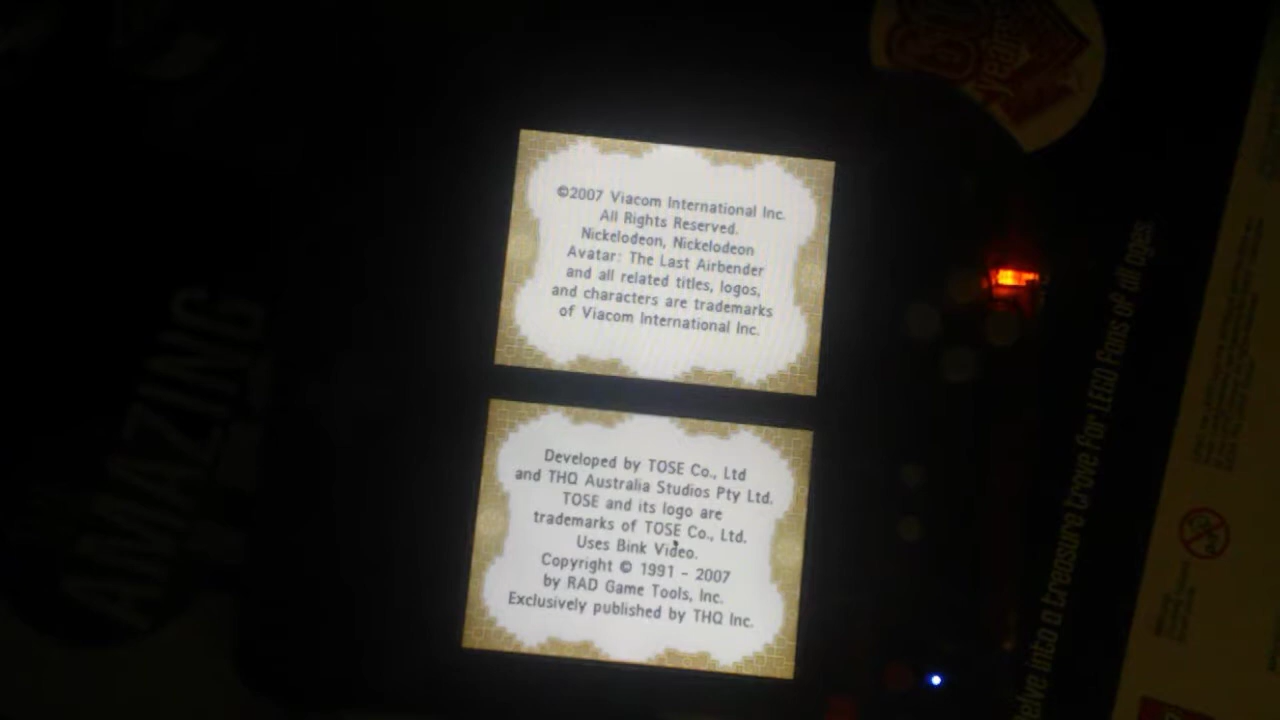 ©2007 Viacom International Inc.
All Rights Reserved.
Nickelodeon, Nickelodeon
Avatar: The Last Airbender
and all related titles, logos,
and characters are trademarks
of Viacom International Inc.
Developed by TOSE Co., Ltd
and THQ Australia Studios Pty Ltd.
TOSE and its logo are
trademarks of TOSE Co., Ltd.
Uses Bink Video.
Copyright © 1991 - 2007
by RAD Game Tools, Inc.
Exclusively published by THQ Inc.
AMAZING
Delve into a treasure trove for LEGO fans of all ages.
years